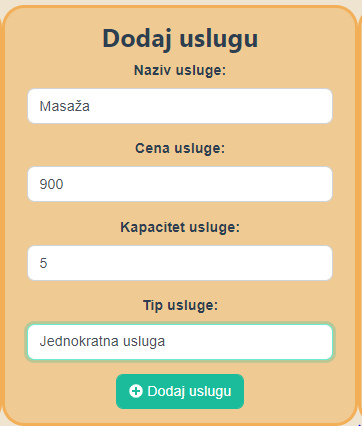 Dodaj uslugu
Naziv usluge:
Masaža
Cena usluge:
900
Kapacitet usluge:
5
Tip usluge:
Jednokratna usluga
Dodaj uslugu